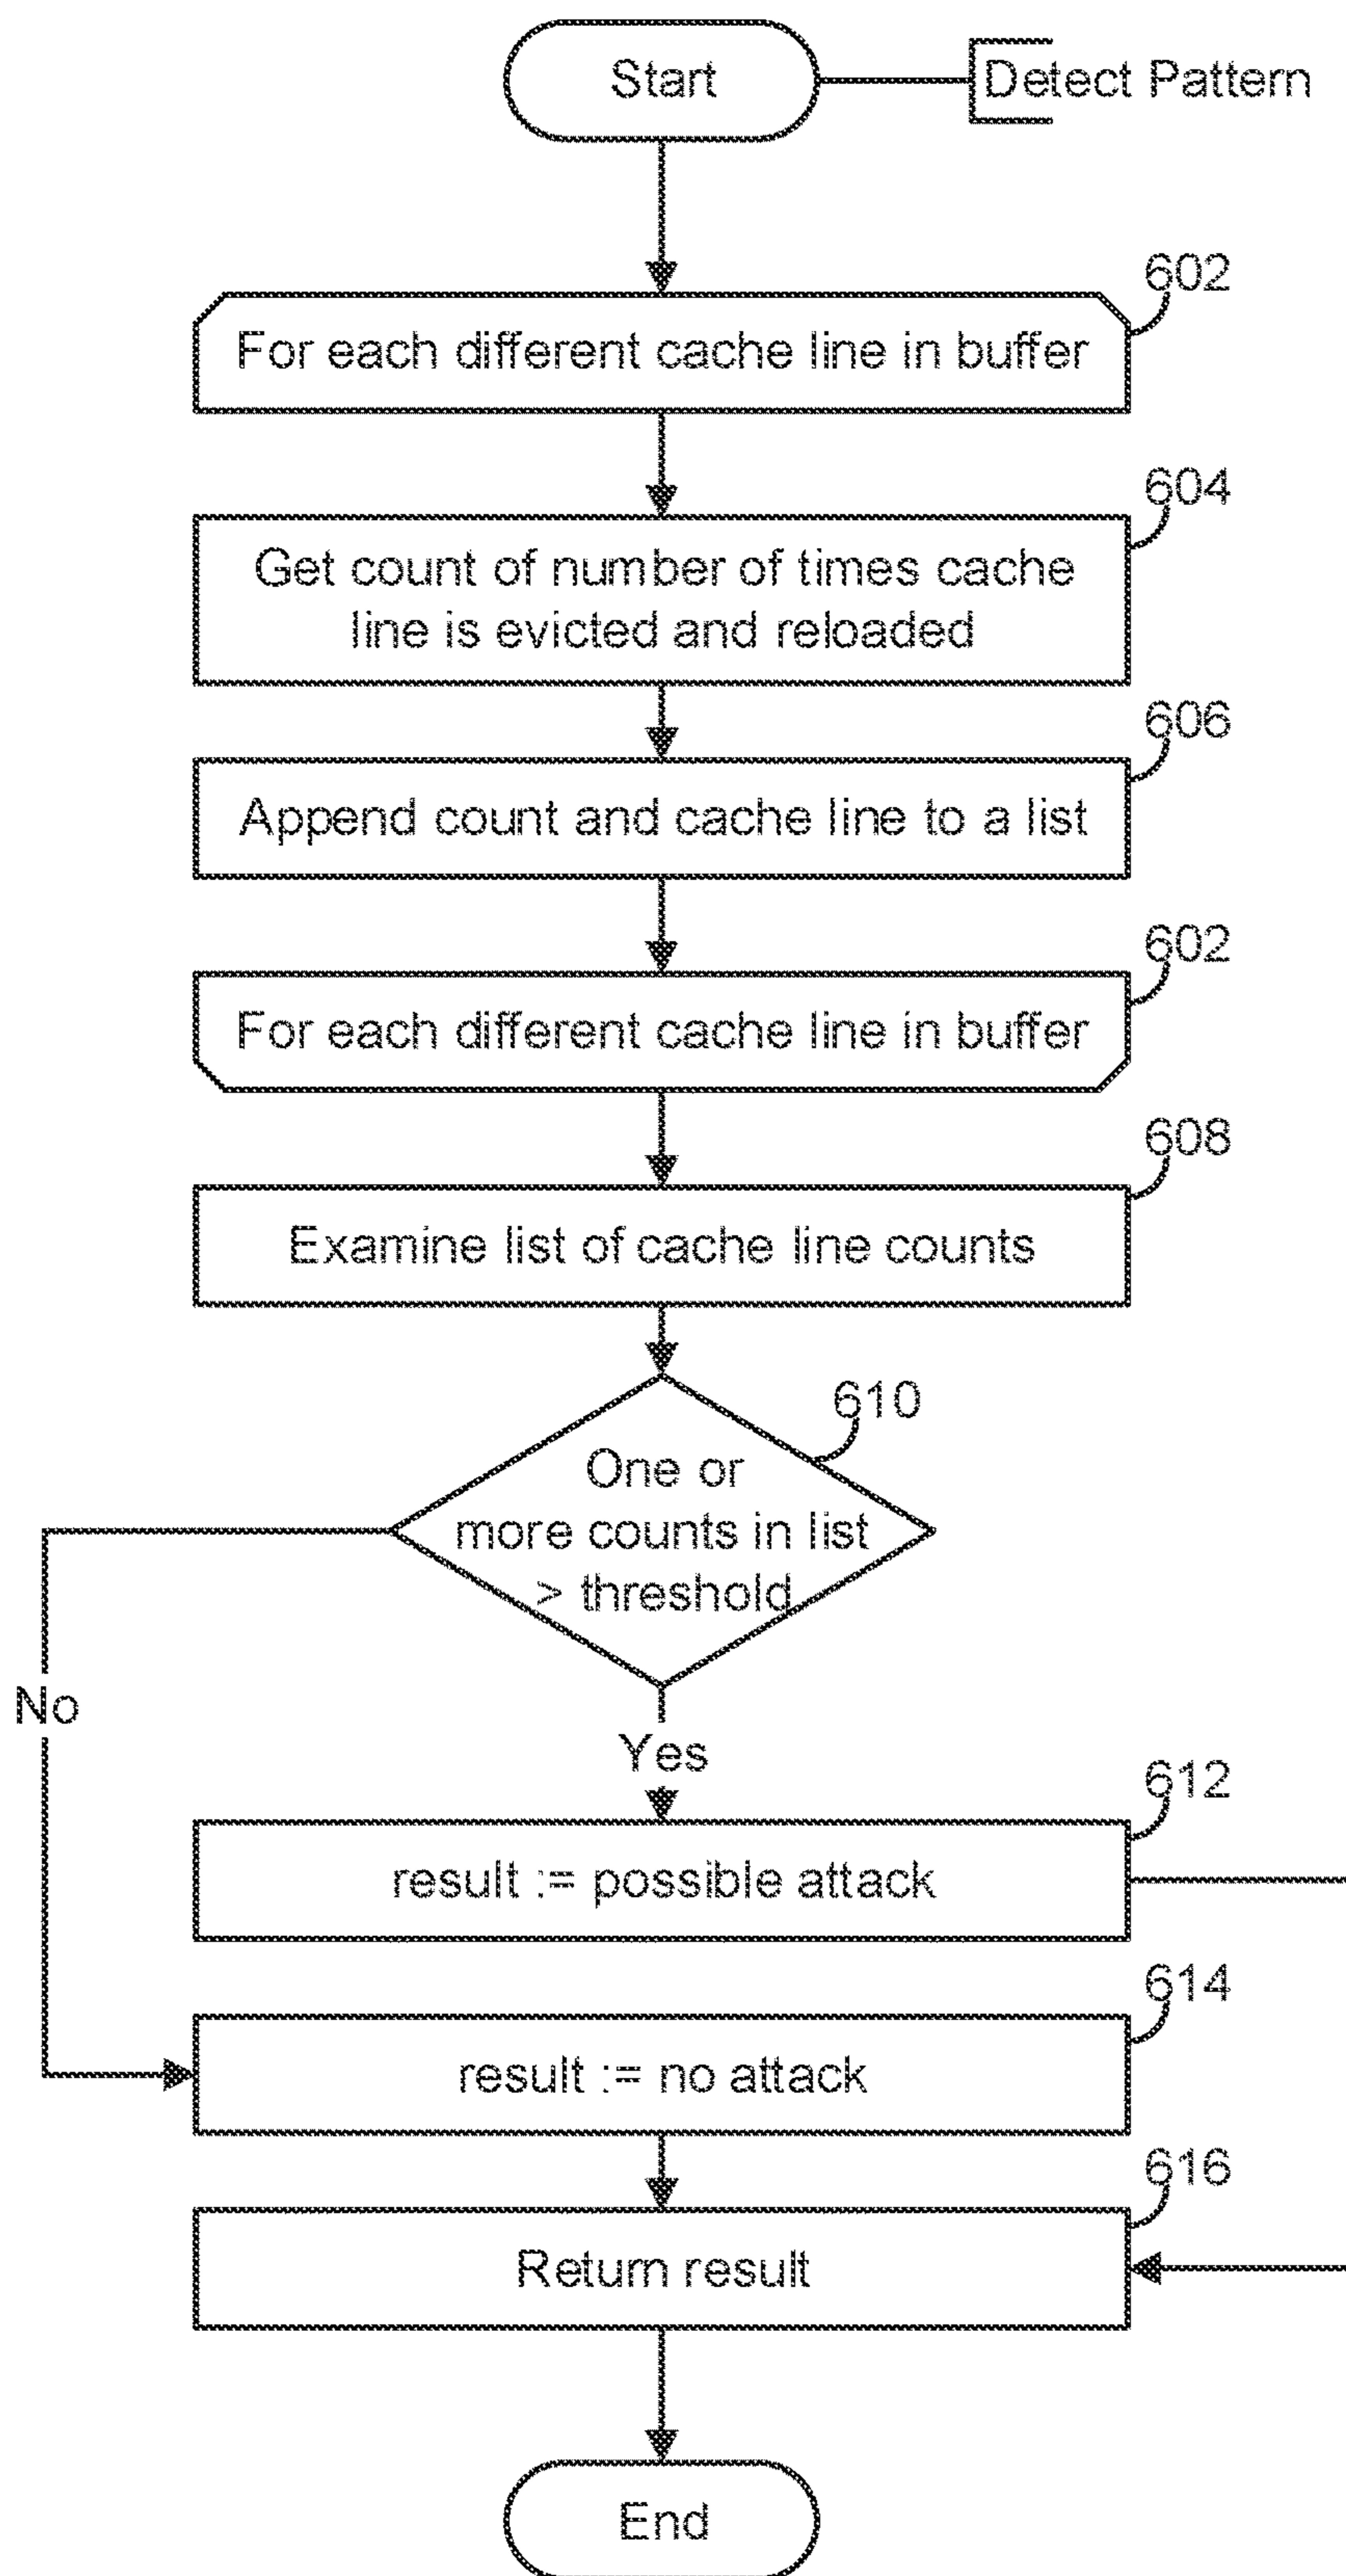 Start
Detect Pattern
602
For each different cache line in buffer
604
Get count of number of times cache
line is evicted and reloaded
606
Append count and cache line to a list
602
For each different cache line in buffer
608
Examine list of cache line counts
610
One or
more counts in list
> threshold
No
Yes
612
result := possible attack
614
result := no attack
616
Return result
End